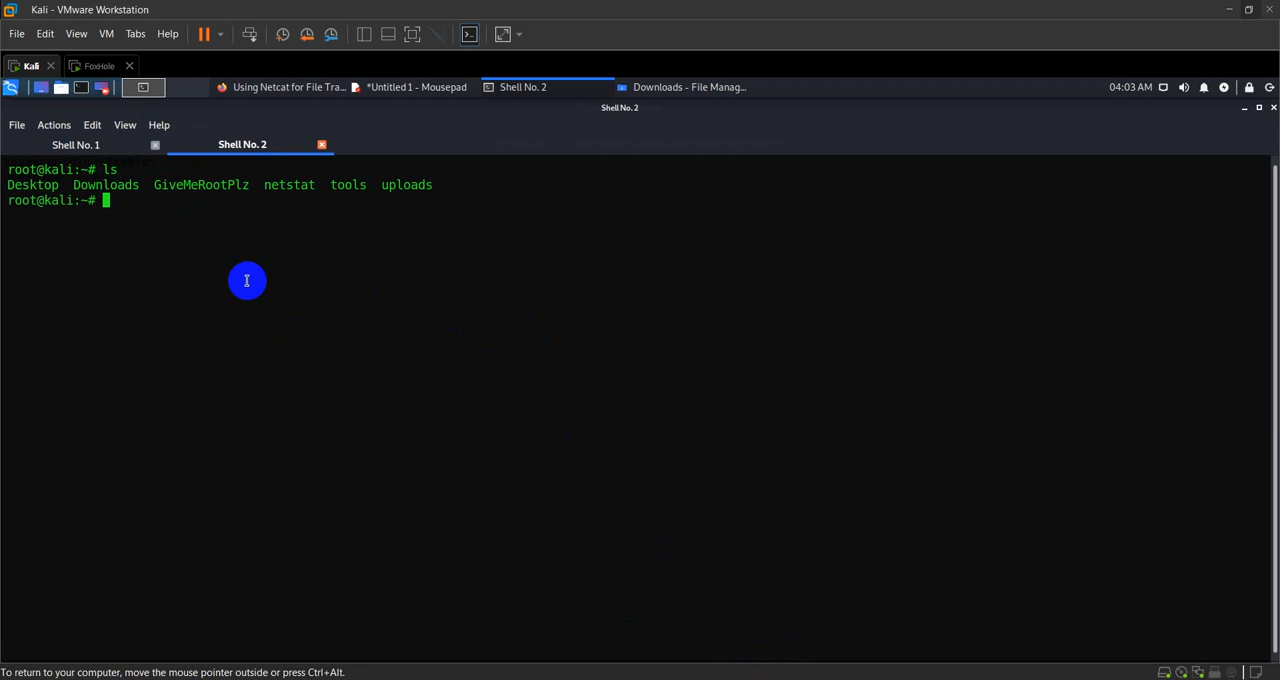 Kali - VMware Workstation
File Edit View VM Tabs Help
Kali FoxHole
Using Netcat for File Tra... *Untitled 1 - Mousepad Shell No. 2 Downloads - File Manag... 04:03 AM
Shell No. 2
File Actions Edit View Help
Shell No. 1 Shell No. 2
root@kali:~# ls
Desktop Downloads GiveMeRootPlz netstat tools uploads
root@kali:~#
To return to your computer, move the mouse pointer outside or press Ctrl+Alt.